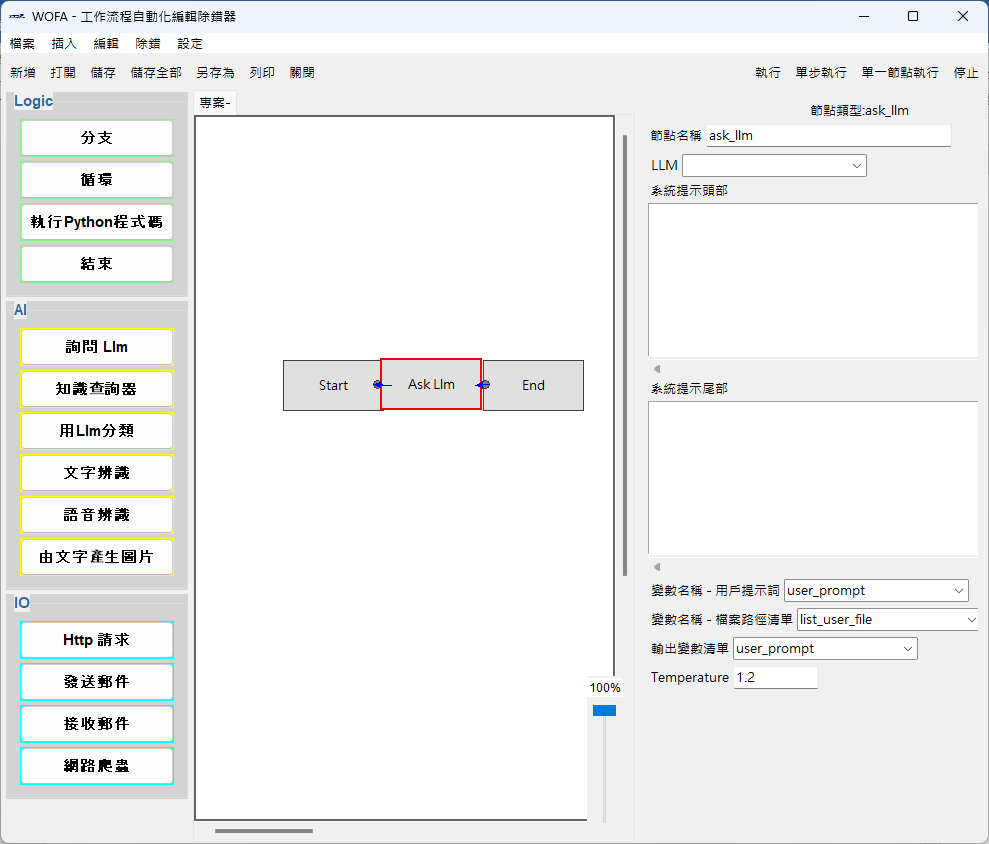 WOFA - 工作流程自動化編輯除錯器
檔案 插入 編輯 除錯 設定
新增 打開 儲存 儲存全部 另存為 列印 關閉 執行 單步執行 單一節點執行 停止
Logic
分支
循環
執行Python程式碼
結束
AI
詢問 Llm
知識查詢器
用Llm分類
文字辨識
語音辨識
由文字產生圖片
IO
Http 請求
發送郵件
接收郵件
網路爬蟲
專案-
Start
Ask Llm
End
100%
節點類型:ask_llm
節點名稱 ask_llm
LLM
系統提示頭部
系統提示尾部
變數名稱 - 用戶提示詞 user_prompt
變數名稱 - 檔案路徑清單 list_user_file
輸出變數清單 user_prompt
Temperature 1.2